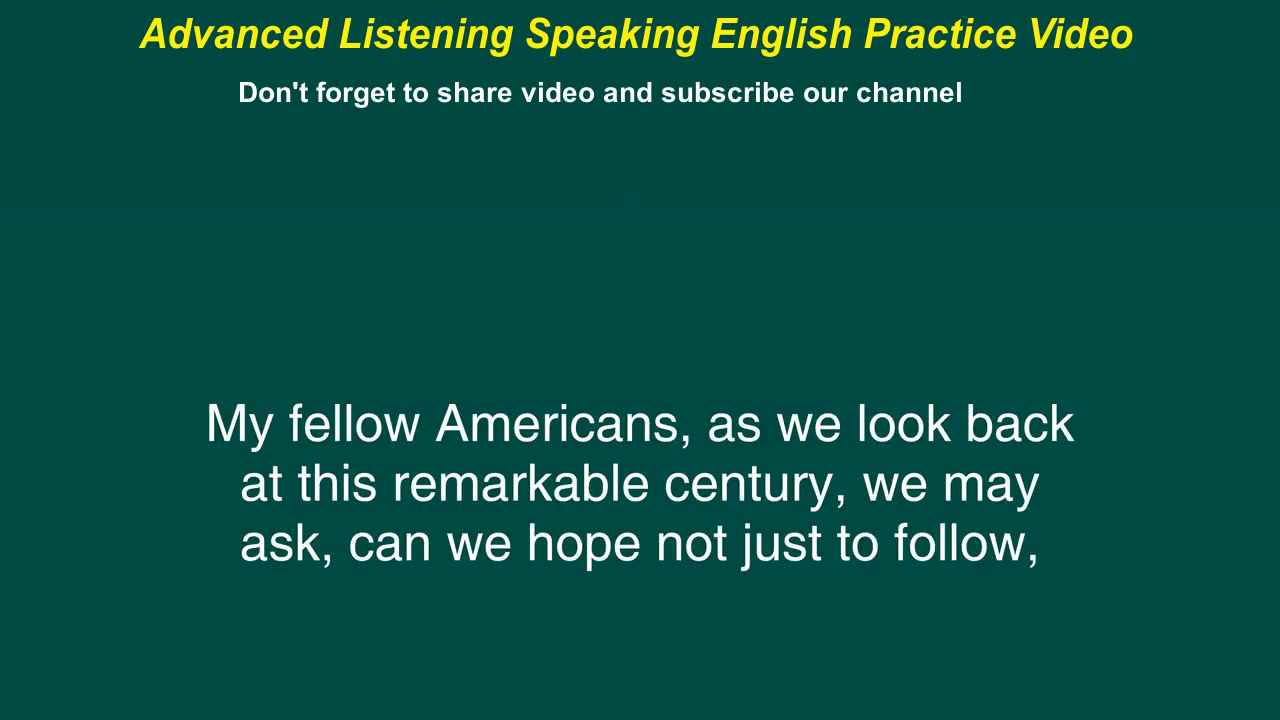 Advanced Listening Speaking English Practice Video
Don't forget to share video and subscribe our channel
My fellow Americans, as we look back
at this remarkable century, we may
ask, can we hope not just to follow,